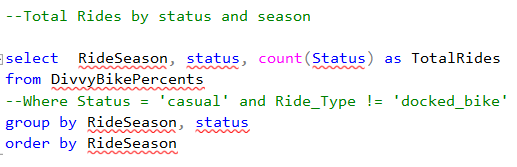 --Total Rides by status and season
select  RideSeason, status, count(Status) as TotalRides
from DivvyBikePercents
--Where Status = 'casual' and Ride_Type != 'docked_bike'
group by RideSeason, status
order by RideSeason